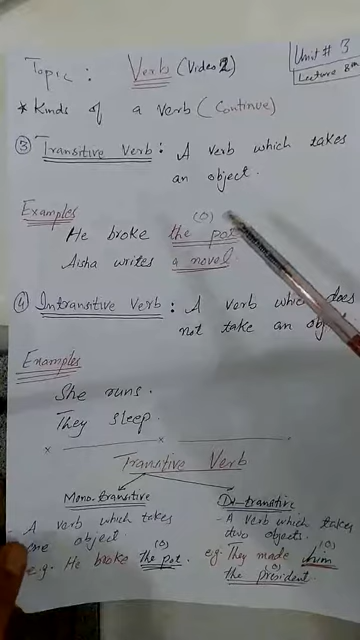 Topic: Verb (Video 2)
Unit # 3
Lecture 8th
* Kinds of a verb (Continue)
③ Transitive Verb: A verb which takes
an object.
Examples
(O)
He broke the pot
Aisha writes a novel.
④ Intransitive Verb: A verb which does
not take an object.
Examples
She runs.
They sleep.
Transitive Verb
Mono-transitive
- A verb which takes
one object
(O)
e.g. He broke the pot.
Di-transitive
- A verb which takes
two objects.
(O)
eg. They made him
(O)
the president.